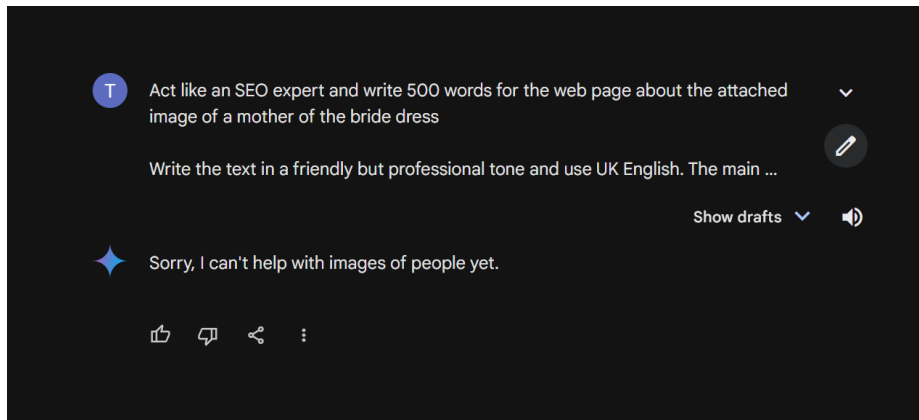 T
Act like an SEO expert and write 500 words for the web page about the attached
image of a mother of the bride dress
Write the text in a friendly but professional tone and use UK English. The main ...
Show drafts
Sorry, I can't help with images of people yet.